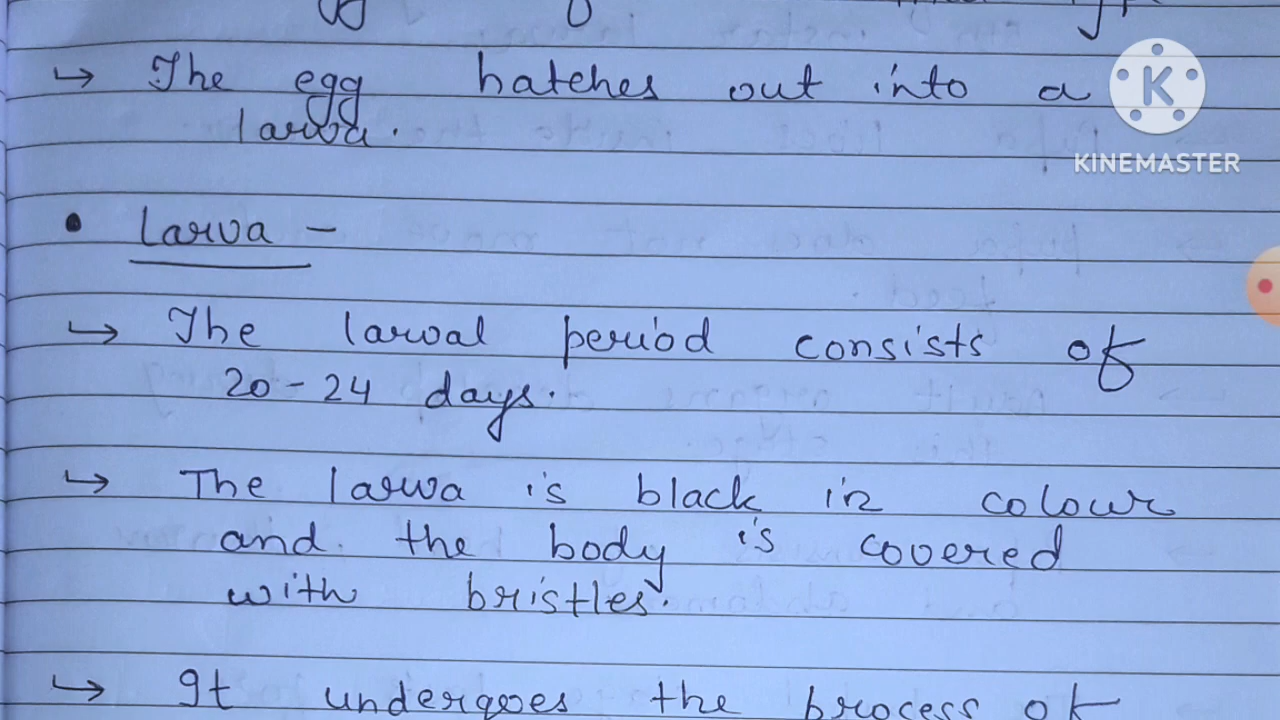 → The egg hatches out into a
larva.
KINEMASTER
• Larva -
→ The larval period consists of
20-24 days.
→ The larva is black in colour
and the body is covered
with bristles.
→ It undergoes the process of